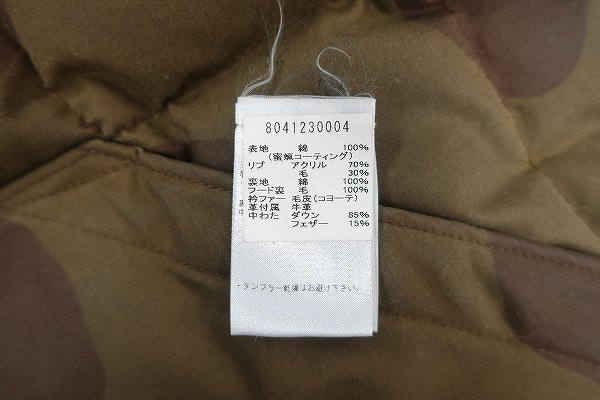 8041230004
表地 綿 100%
(蜜蝋コーティング)
リブ アクリル 70%
毛 30%
裏地 綿 100%
フード裏 毛 100%
衿ファー 毛皮(コヨーテ)
革付属 牛革
中わた ダウン 85%
フェザー 15%
・タンブラー乾燥はお避け下さい。